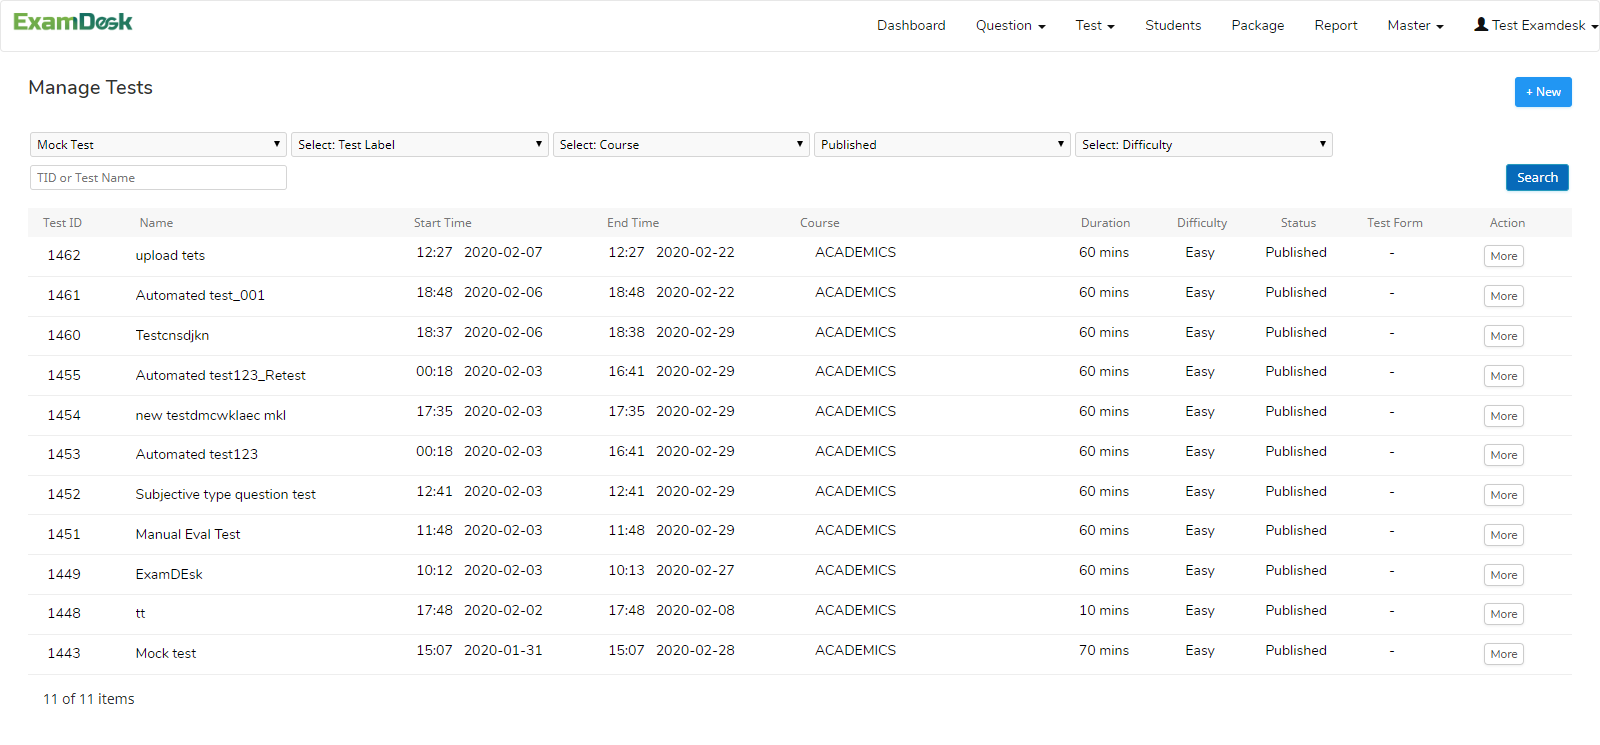 ExamDesk Dashboard Question Test Students Package Report Master Test Examdesk
Manage Tests
+ New
Mock Test Select: Test Label Select: Course Published Select: Difficulty
TID or Test Name Search
Test ID Name Start Time End Time Course Duration Difficulty Status Test Form Action
1462 upload tets 12:27 2020-02-07 12:27 2020-02-22 ACADEMICS 60 mins Easy Published - More
1461 Automated test_001 18:48 2020-02-06 18:48 2020-02-22 ACADEMICS 60 mins Easy Published - More
1460 Testcnsdjkn 18:37 2020-02-06 18:38 2020-02-29 ACADEMICS 60 mins Easy Published - More
1455 Automated test123_Retest 00:18 2020-02-03 16:41 2020-02-29 ACADEMICS 60 mins Easy Published - More
1454 new testdmcwklaec mkl 17:35 2020-02-03 17:35 2020-02-29 ACADEMICS 60 mins Easy Published - More
1453 Automated test123 00:18 2020-02-03 16:41 2020-02-29 ACADEMICS 60 mins Easy Published - More
1452 Subjective type question test 12:41 2020-02-03 12:41 2020-02-29 ACADEMICS 60 mins Easy Published - More
1451 Manual Eval Test 11:48 2020-02-03 11:48 2020-02-29 ACADEMICS 60 mins Easy Published - More
1449 ExamDEsk 10:12 2020-02-03 10:13 2020-02-27 ACADEMICS 60 mins Easy Published - More
1448 tt 17:48 2020-02-02 17:48 2020-02-08 ACADEMICS 10 mins Easy Published - More
1443 Mock test 15:07 2020-01-31 15:07 2020-02-28 ACADEMICS 70 mins Easy Published - More
11 of 11 items